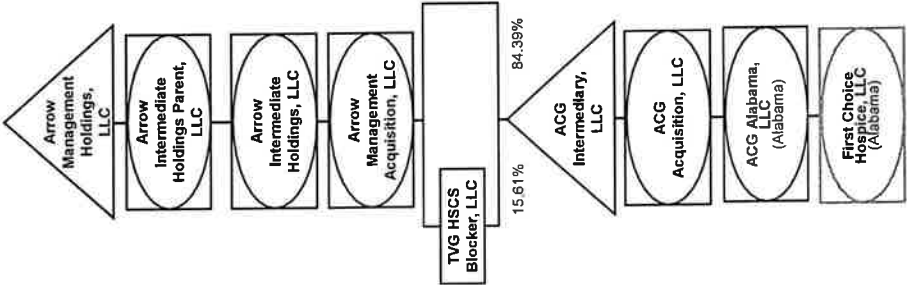 Arrow
Management
Holdings,
LLC
Arrow
Intermediate
Holdings Parent,
LLC
Arrow
Intermediate
Holdings, LLC
Arrow
Management
Acquisition, LLC
TVG HSCS
Blocker, LLC
15.61%
84.39%
ACG
Intermediary,
LLC
ACG
Acquisition, LLC
ACG Alabama,
LLC
(Alabama)
First Choice
Hospice, LLC
(Alabama)